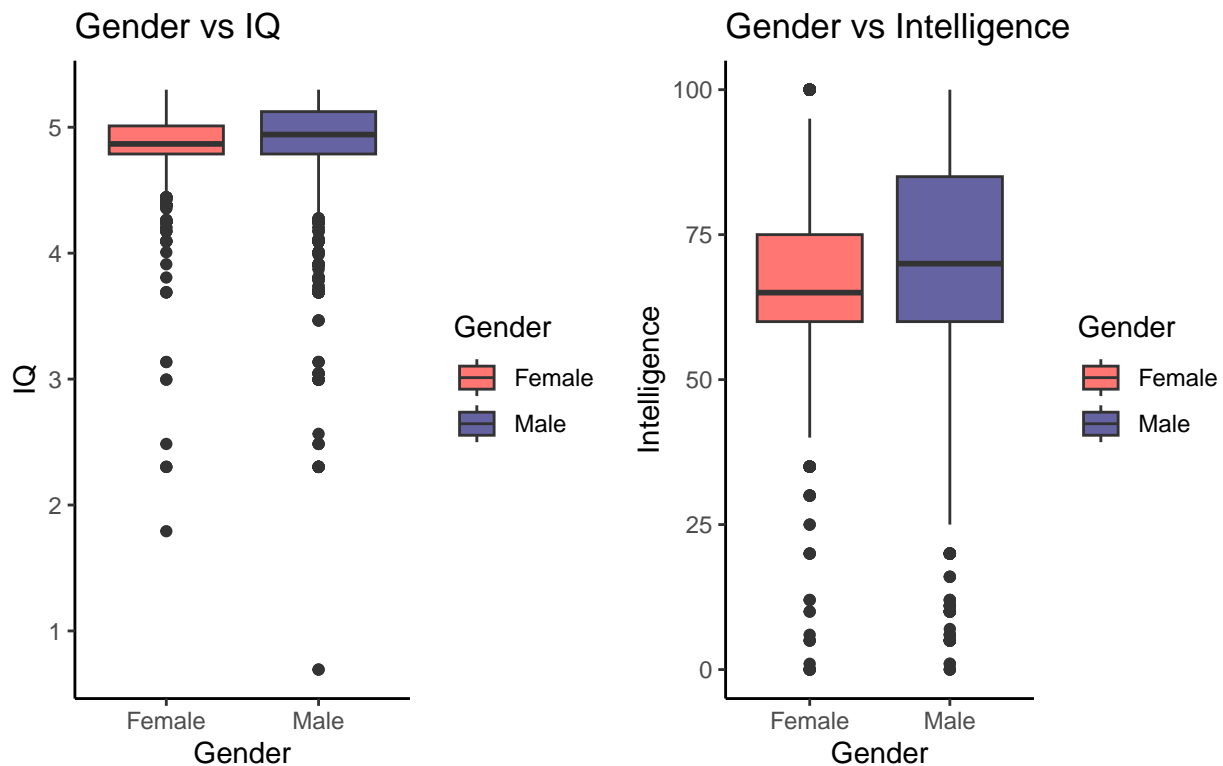 Gender vs IQ
5
4
3
2
1
IQ
Female
Male
Gender
Gender
Female
Male
Gender vs Intelligence
100
75
50
25
0
Intelligence
Female
Male
Gender
Gender
Female
Male